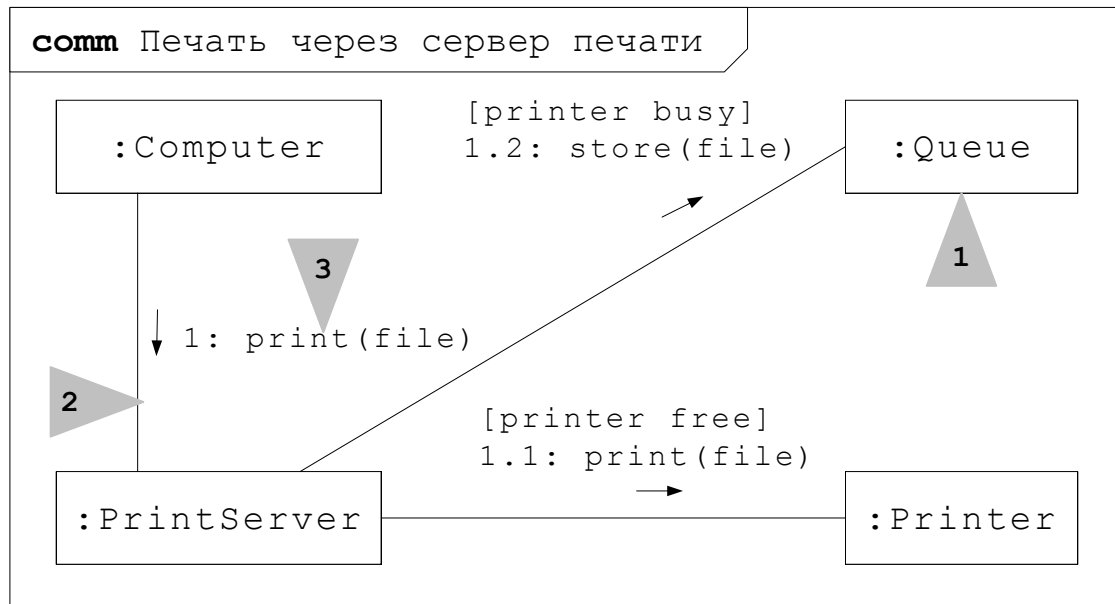 comm Печать через сервер печати
:Computer
[printer busy]
1.2: store(file)
:Queue
1
3
1: print(file)
2
[printer free]
1.1: print(file)
:PrintServer
:Printer